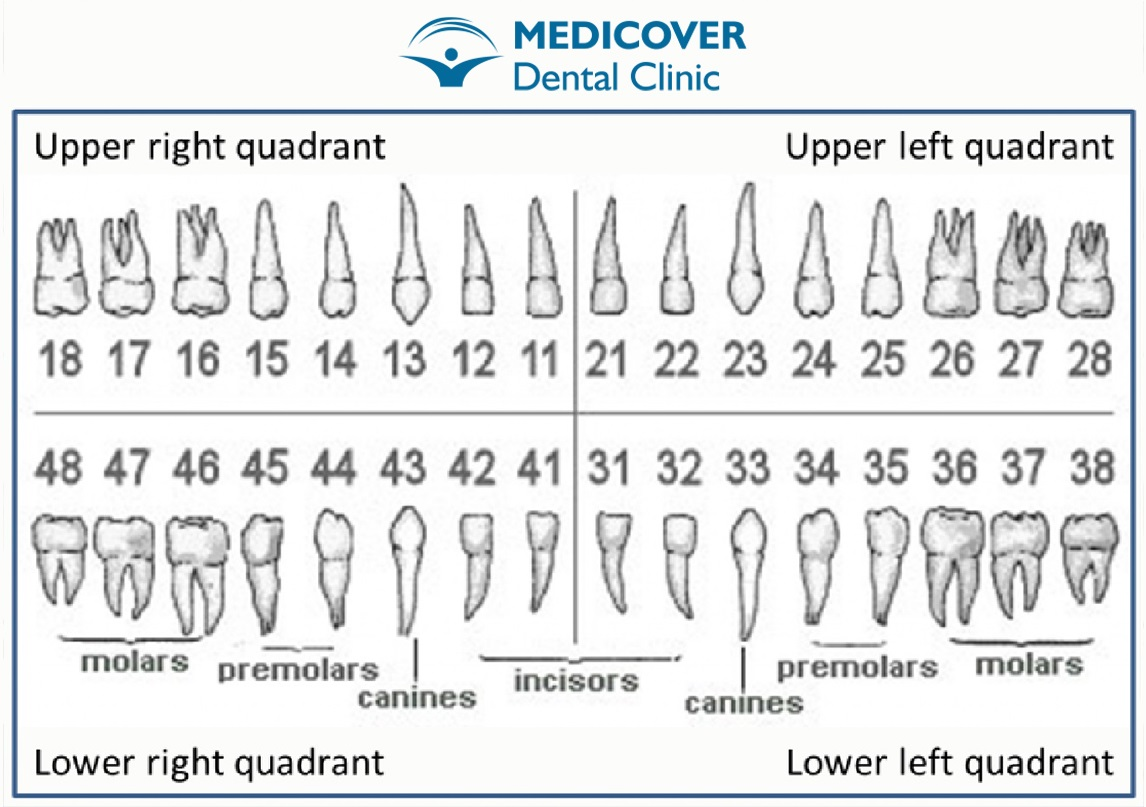 MEDICOVER
Dental Clinic
Upper right quadrant
Upper left quadrant
18 17 16 15 14 13 12 11 21 22 23 24 25 26 27 28
48 47 46 45 44 43 42 41 31 32 33 34 35 36 37 38
molars
premolars
canines
incisors
canines
premolars
molars
Lower right quadrant
Lower left quadrant